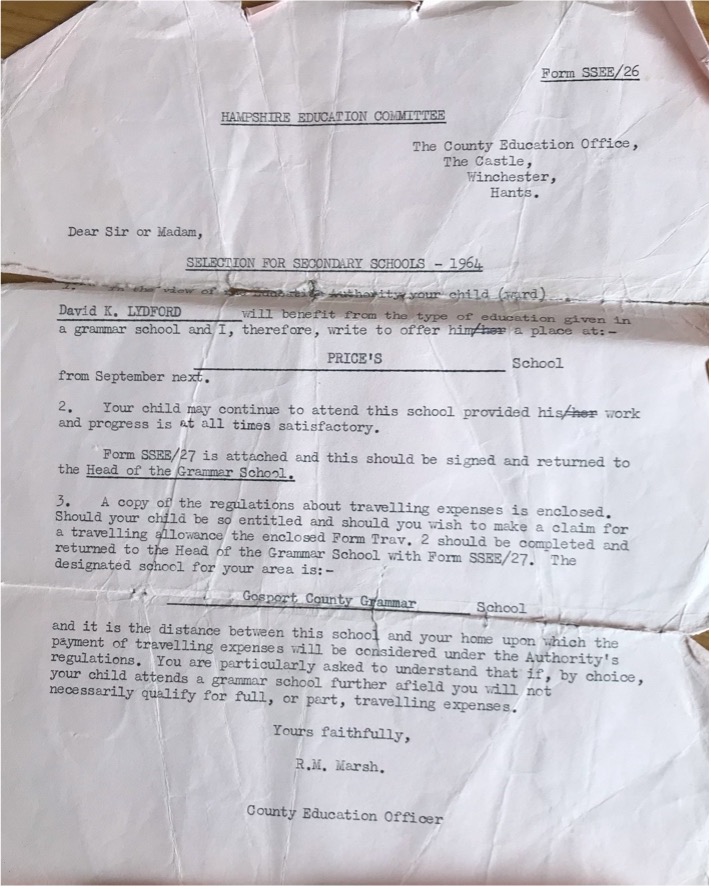 Form SSEE/26
HAMPSHIRE EDUCATION COMMITTEE
The County Education Office,
The Castle,
Winchester,
Hants.
Dear Sir or Madam,
SELECTION FOR SECONDARY SCHOOLS - 1964
1. In the view of the Education Authority your child (ward)
David K. LYDFORD will benefit from the type of education given in
a grammar school and I, therefore, write to offer him/her a place at:-
PRICE'S School
from September next.
2. Your child may continue to attend this school provided his/her work
and progress is at all times satisfactory.
Form SSEE/27 is attached and this should be signed and returned to
the Head of the Grammar School.
3. A copy of the regulations about travelling expenses is enclosed.
Should your child be so entitled and should you wish to make a claim for
a travelling allowance the enclosed Form Trav. 2 should be completed and
returned to the Head of the Grammar School with Form SSEE/27. The
designated school for your area is:-
Gosport County Grammar School
and it is the distance between this school and your home upon which the
payment of travelling expenses will be considered under the Authority's
regulations. You are particularly asked to understand that if, by choice,
your child attends a grammar school further afield you will not
necessarily qualify for full, or part, travelling expenses.
Yours faithfully,
R.M. Marsh.
County Education Officer